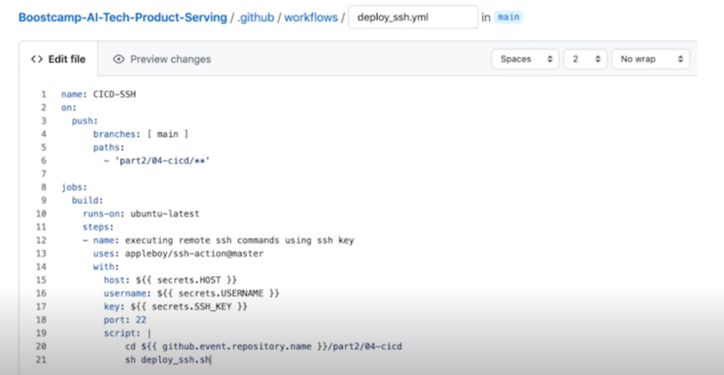 Boostcamp-AI-Tech-Product-Serving / .github / workflows / deploy_ssh.yml in main
<> Edit file Preview changes Spaces 2 No wrap
1 name: CICD-SSH
2 on:
3 push:
4 branches: [ main ]
5 paths:
6 - 'part2/04-cicd/**'
7
8 jobs:
9 build:
10 runs-on: ubuntu-latest
11 steps:
12 - name: executing remote ssh commands using ssh key
13 uses: appleboy/ssh-action@master
14 with:
15 host: ${{ secrets.HOST }}
16 username: ${{ secrets.USERNAME }}
17 key: ${{ secrets.SSH_KEY }}
18 port: 22
19 script: |
20 cd ${{ github.event.repository.name }}/part2/04-cicd
21 sh deploy_ssh.sh